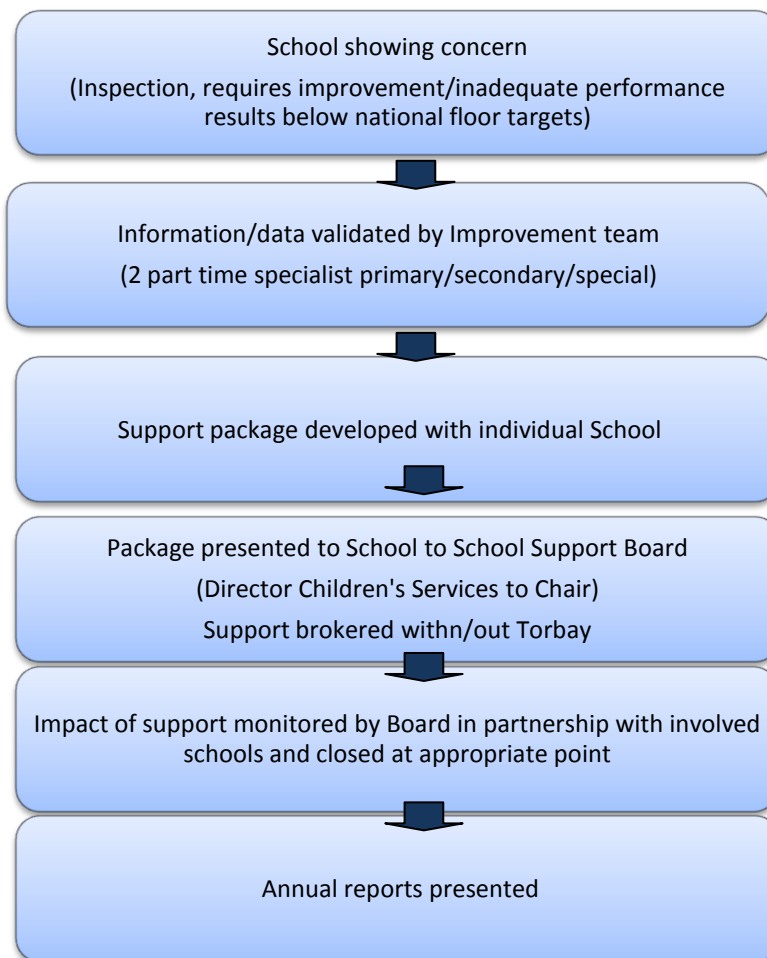 School showing concern
(Inspection, requires improvement/inadequate performance
results below national floor targets)
Information/data validated by Improvement team
(2 part time specialist primary/secondary/special)
Support package developed with individual School
Package presented to School to School Support Board
(Director Children's Services to Chair)
Support brokered withn/out Torbay
Impact of support monitored by Board in partnership with involved
schools and closed at appropriate point
Annual reports presented